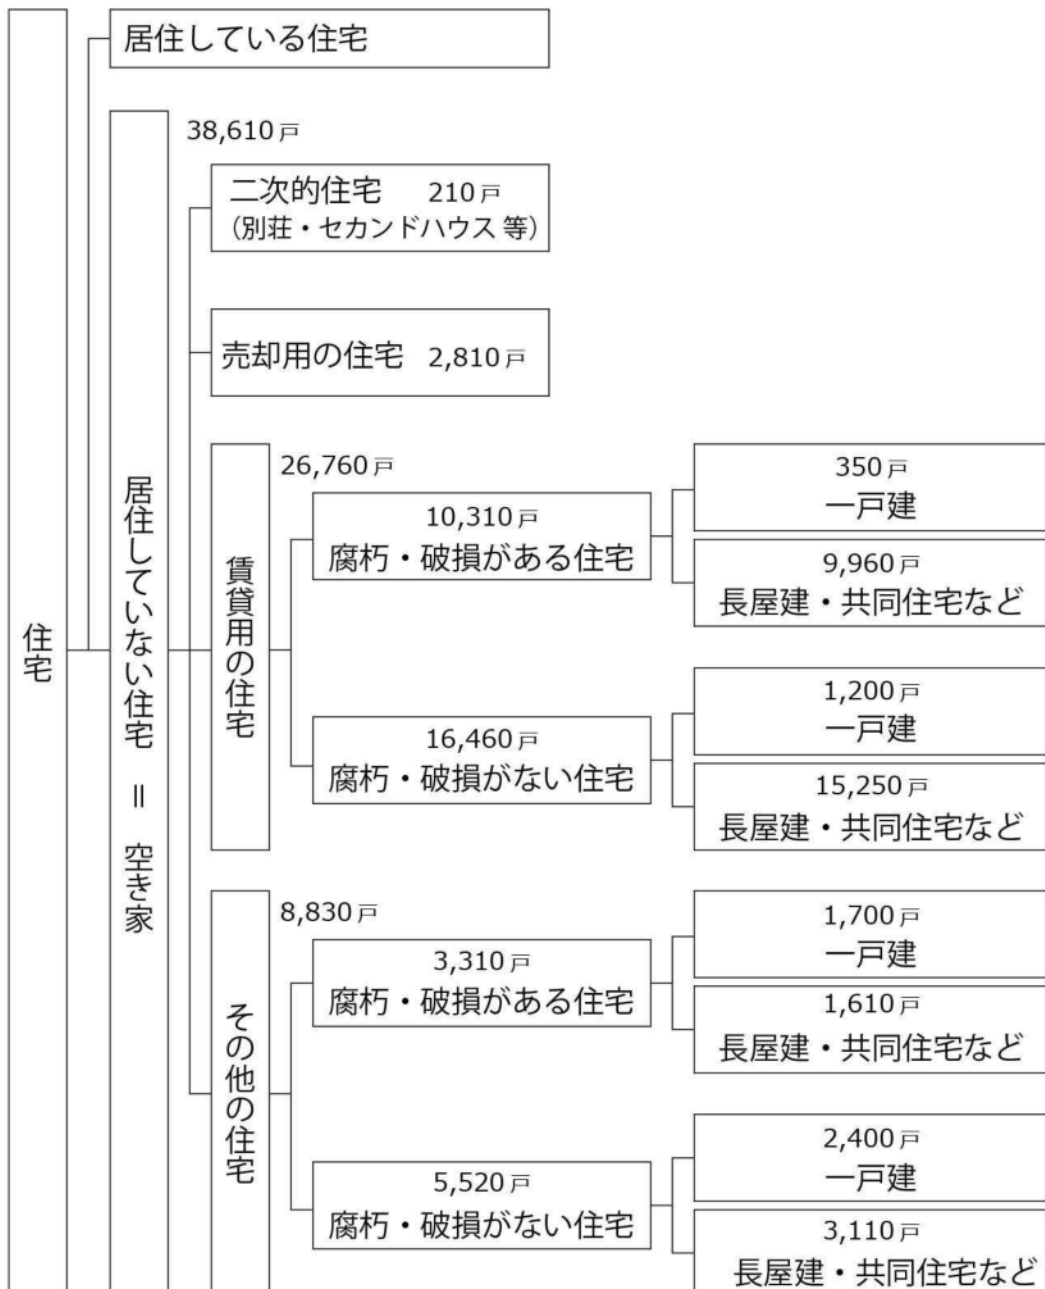 住宅
居住している住宅
居住していない住宅 = 空き家
38,610戸
二次的住宅 210戸
（別荘・セカンドハウス 等）
売却用の住宅 2,810戸
賃貸用の住宅
26,760戸
10,310戸
腐朽・破損がある住宅
350戸
一戸建
9,960戸
長屋建・共同住宅など
16,460戸
腐朽・破損がない住宅
1,200戸
一戸建
15,250戸
長屋建・共同住宅など
その他の住宅
8,830戸
3,310戸
腐朽・破損がある住宅
1,700戸
一戸建
1,610戸
長屋建・共同住宅など
5,520戸
腐朽・破損がない住宅
2,400戸
一戸建
3,110戸
長屋建・共同住宅など